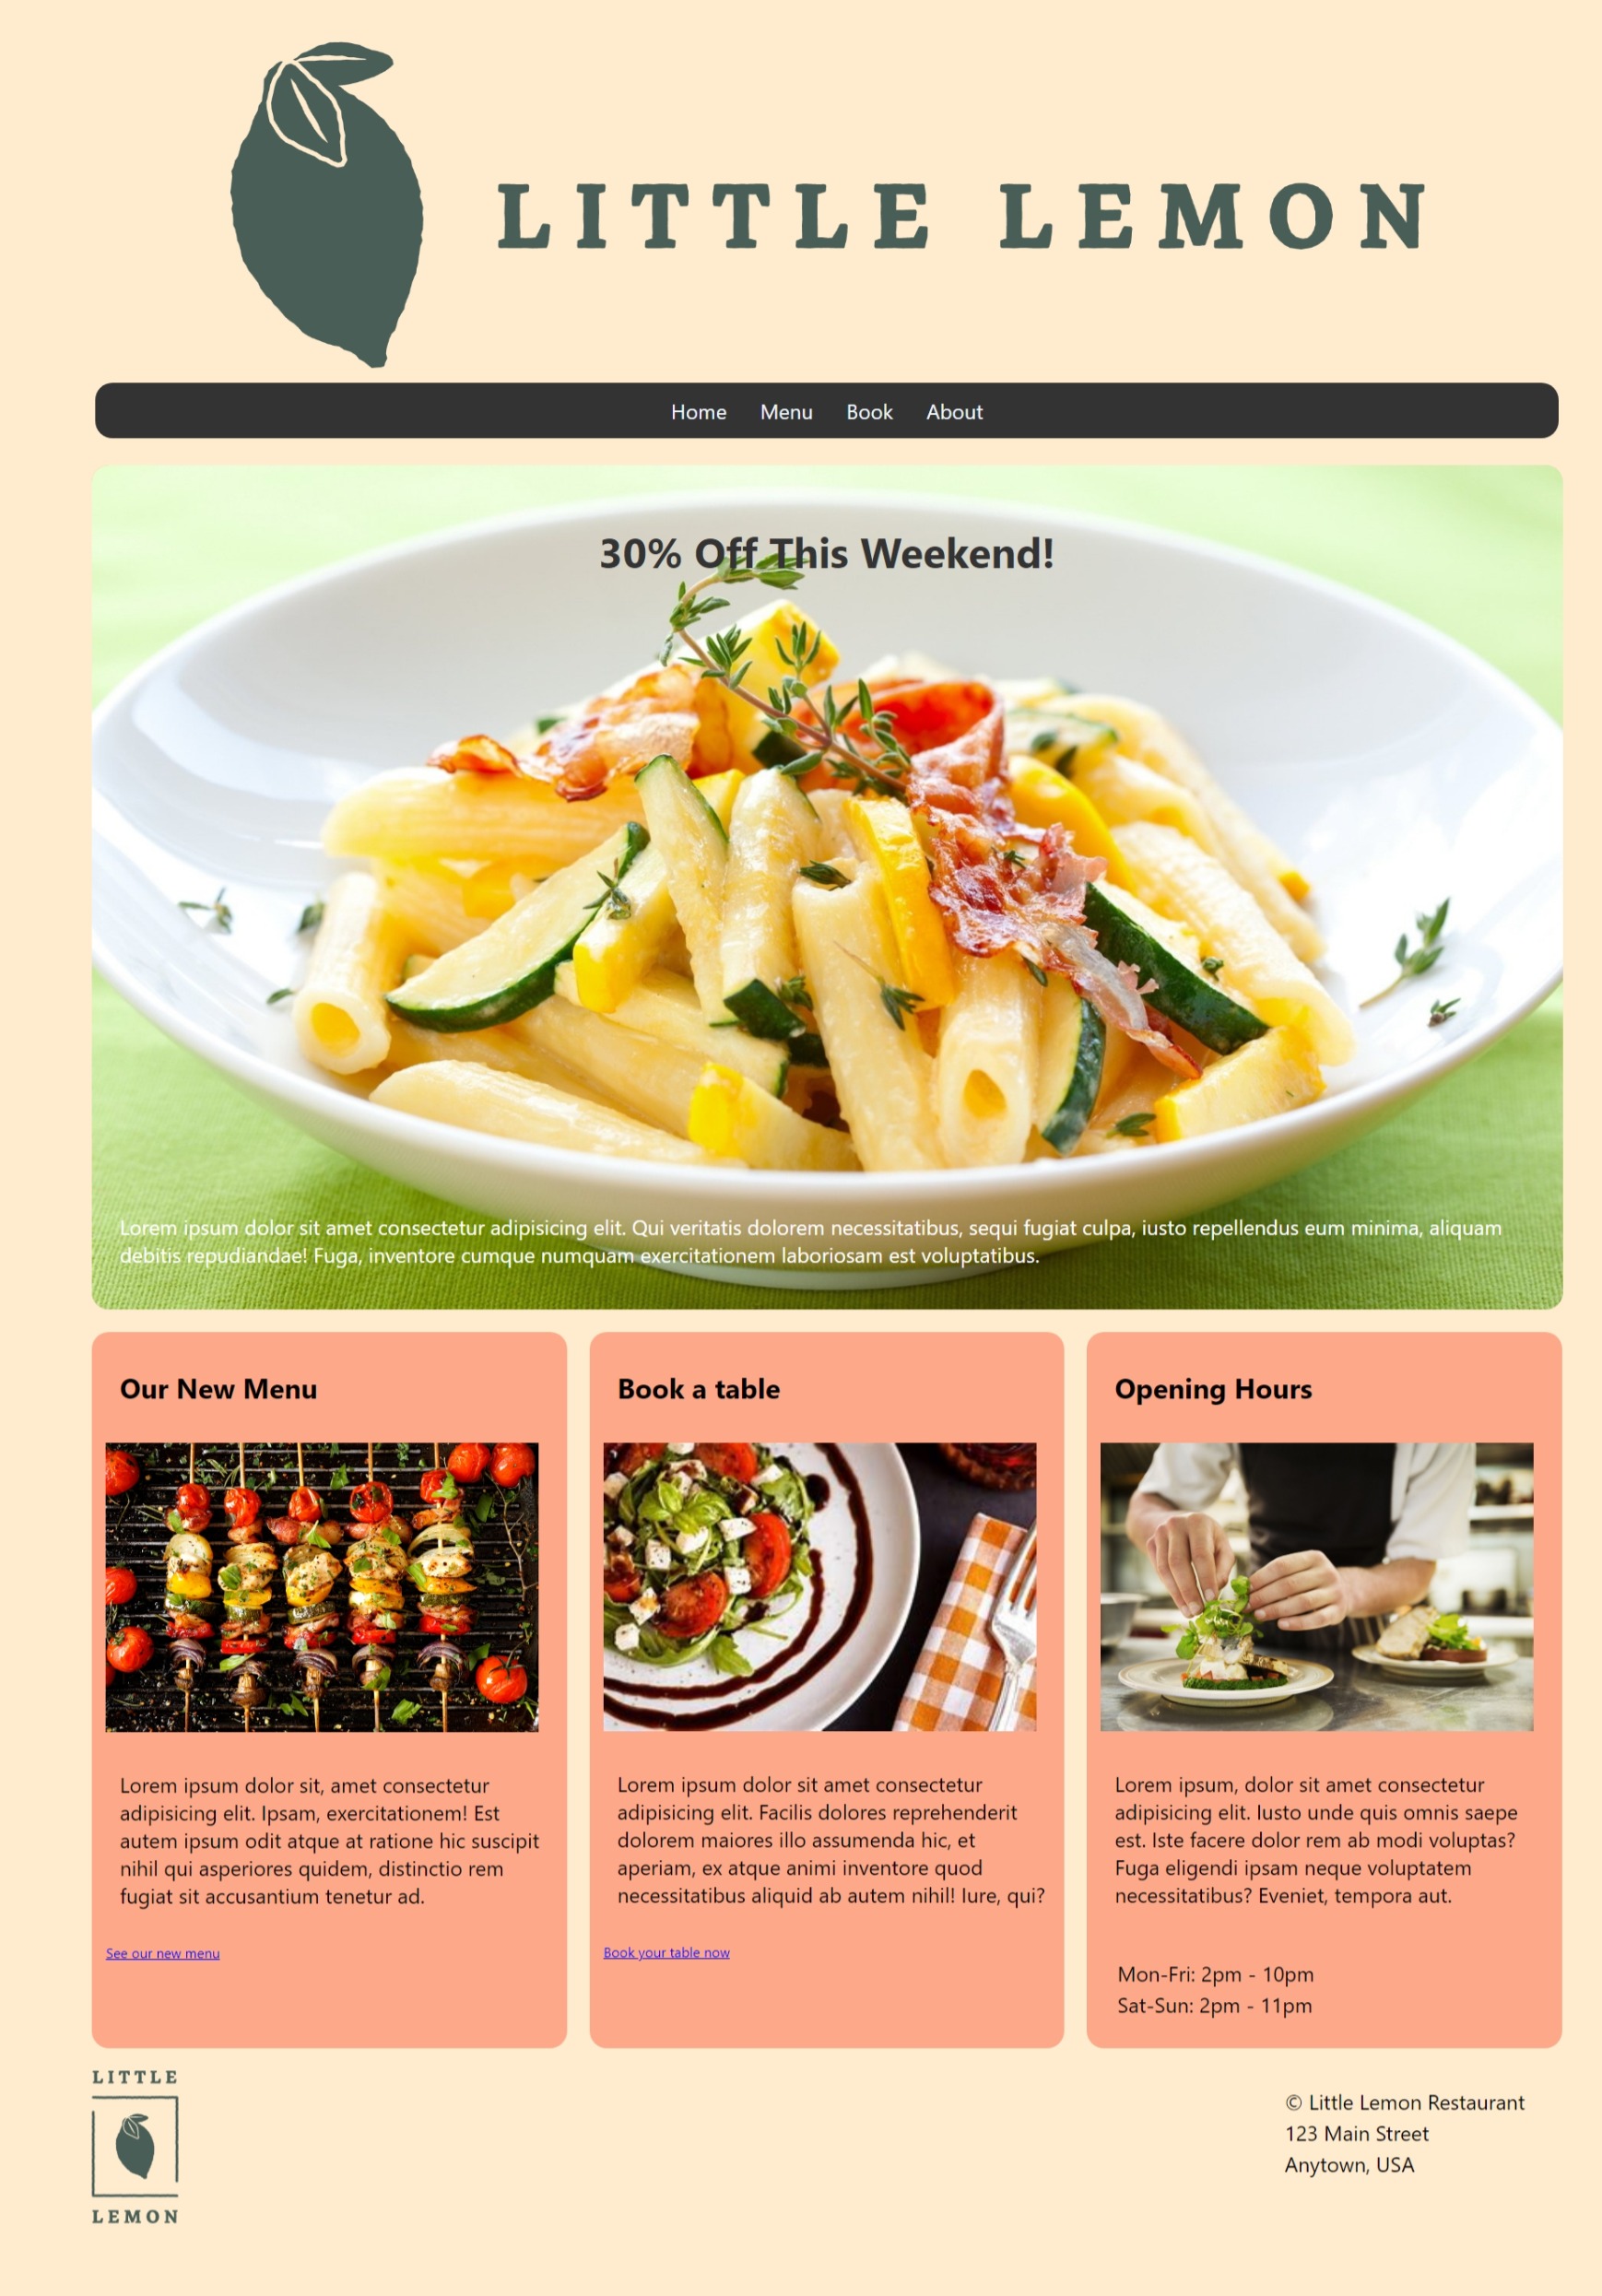 LITTLE LEMON
Home Menu Book About
30% Off This Weekend!
Lorem ipsum dolor sit amet consectetur adipisicing elit. Qui veritatis dolorem necessitatibus, sequi fugiat culpa, iusto repellendus eum minima, aliquam
debitis repudiandae! Fuga, inventore cumque numquam exercitationem laboriosam est voluptatibus.
Our New Menu
Lorem ipsum dolor sit, amet consectetur
adipisicing elit. Ipsam, exercitationem! Est
autem ipsum odit atque at ratione hic suscipit
nihil qui asperiores quidem, distinctio rem
fugiat sit accusantium tenetur ad.
See our new menu
Book a table
Lorem ipsum dolor sit amet consectetur
adipisicing elit. Facilis dolores reprehenderit
dolorem maiores illo assumenda hic, et
aperiam, ex atque animi inventore quod
necessitatibus aliquid ab autem nihil! Iure, qui?
Book your table now
Opening Hours
Lorem ipsum, dolor sit amet consectetur
adipisicing elit. Iusto unde quis omnis saepe
est. Iste facere dolor rem ab modi voluptas?
Fuga eligendi ipsam neque voluptatem
necessitatibus? Eveniet, tempora aut.
Mon-Fri: 2pm - 10pm
Sat-Sun: 2pm - 11pm
LITTLE
LEMON
© Little Lemon Restaurant
123 Main Street
Anytown, USA